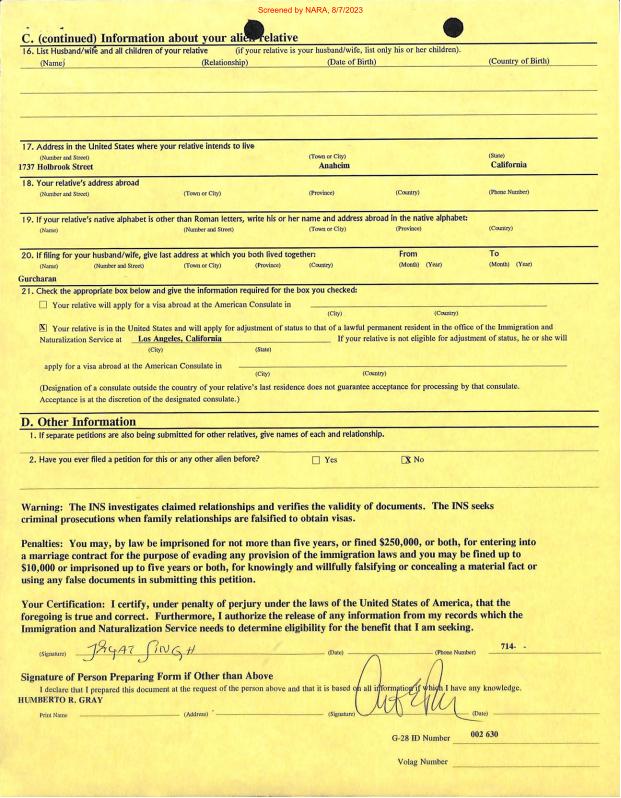 Screened by NARA, 8/7/2023
C. (continued) Information about your alien relative
16. List Husband/wife and all children of your relative (if your relative is your husband/wife, list only his or her children).
(Name) (Relationship) (Date of Birth) (Country of Birth)
17. Address in the United States where your relative intends to live
(Number and Street) (Town or City) (State)
1737 Holbrook Street Anaheim California
18. Your relative's address abroad
(Number and Street) (Town or City) (Province) (Country) (Phone Number)
19. If your relative's native alphabet is other than Roman letters, write his or her name and address abroad in the native alphabet:
(Name) (Number and Street) (Town or City) (Province) (Country)
20. If filing for your husband/wife, give last address at which you both lived together: From To
(Name) (Number and Street) (Town or City) (Province) (Country) (Month) (Year) (Month) (Year)
Gurcharan
21. Check the appropriate box below and give the information required for the box you checked:
☐ Your relative will apply for a visa abroad at the American Consulate in
(City) (Country)
☒ Your relative is in the United States and will apply for adjustment of status to that of a lawful permanent resident in the office of the Immigration and
Naturalization Service at Los Angeles, California If your relative is not eligible for adjustment of status, he or she will
(City) (State)
apply for a visa abroad at the American Consulate in
(City) (Country)
(Designation of a consulate outside the country of your relative's last residence does not guarantee acceptance for processing by that consulate.
Acceptance is at the discretion of the designated consulate.)
D. Other Information
1. If separate petitions are also being submitted for other relatives, give names of each and relationship.
2. Have you ever filed a petition for this or any other alien before? ☐ Yes ☒ No
Warning: The INS investigates claimed relationships and verifies the validity of documents. The INS seeks
criminal prosecutions when family relationships are falsified to obtain visas.
Penalties: You may, by law be imprisoned for not more than five years, or fined $250,000, or both, for entering into
a marriage contract for the purpose of evading any provision of the immigration laws and you may be fined up to
$10,000 or imprisoned up to five years or both, for knowingly and willfully falsifying or concealing a material fact or
using any false documents in submitting this petition.
Your Certification: I certify, under penalty of perjury under the laws of the United States of America, that the
foregoing is true and correct. Furthermore, I authorize the release of any information from my records which the
Immigration and Naturalization Service needs to determine eligibility for the benefit that I am seeking.
(Signature) SINGH (Date) (Phone Number) 714- -
Signature of Person Preparing Form if Other than Above
I declare that I prepared this document at the request of the person above and that it is based on all information if which I have any knowledge.
HUMBERTO R. GRAY
Print Name (Address) (Signature) (Date)
G-28 ID Number 002 630
Volag Number